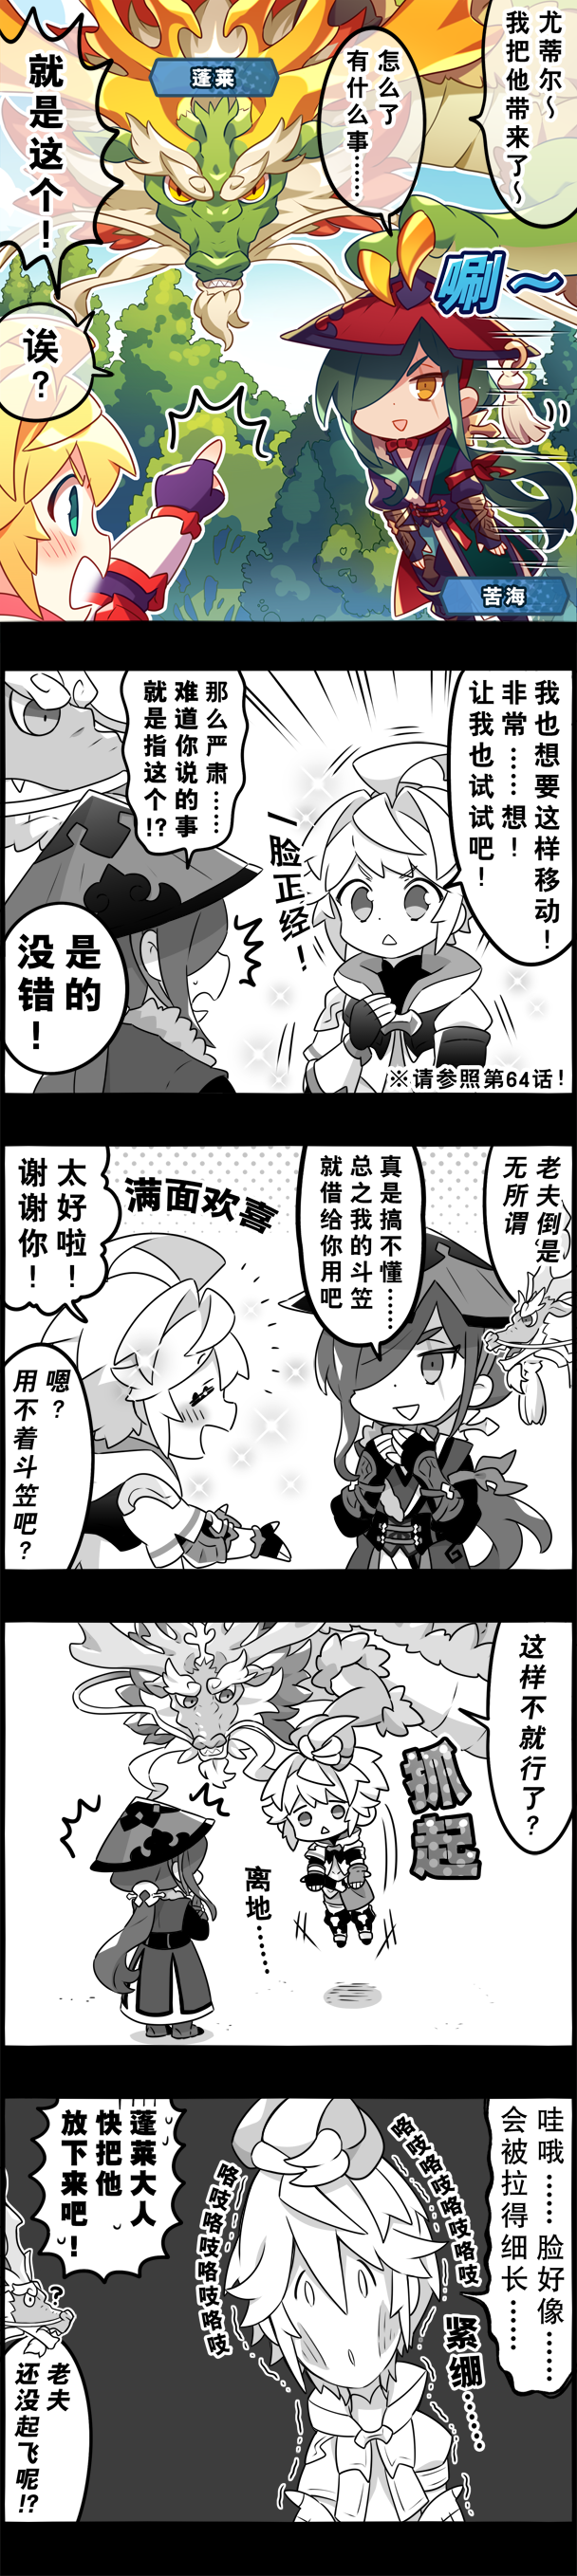 尤蒂尔～
我把他带来了～
怎么了
有什么事……
蓬莱
就是这个！
诶？
唰～
苦海
我也想要这样移动！
非常……想！
让我也试试吧！
一脸正经！
那么严肃……
难道你说的事
就是指这个!?
是的
没错！
※请参照第64话！
老夫倒是
无所谓
真是搞不懂……
总之我的斗笠
就借给你用吧
满面欢喜
太好啦！
谢谢你！
嗯？
用不着斗笠吧？
这样不就行了？
抓起
离地……
哇哦……脸好像……
会被拉得细长……
咯吱咯吱咯吱咯吱
紧绷……
咯吱咯吱咯吱咯吱
蓬莱大人
快把他
放下来吧！
?
老夫
还没起飞呢!?